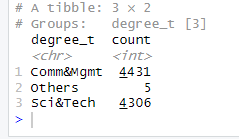 # A tibble: 3 × 2
# Groups: degree_t [3]
degree_t count
<chr> <int>
1 Comm&Mgmt 4431
2 Others 5
3 Sci&Tech 4306
>